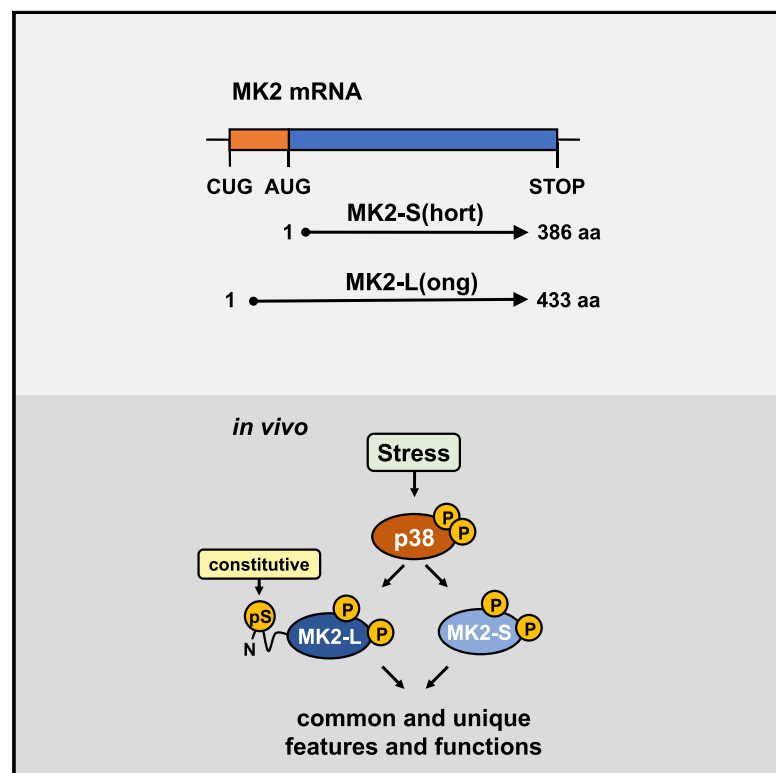 MK2 mRNA
CUG AUG STOP
MK2-S(hort)
1 386 aa
MK2-L(ong)
1 433 aa
in vivo
Stress
P
P
p38
constitutive
pS
N
P
MK2-L
P
P
MK2-S
P
common and unique
features and functions